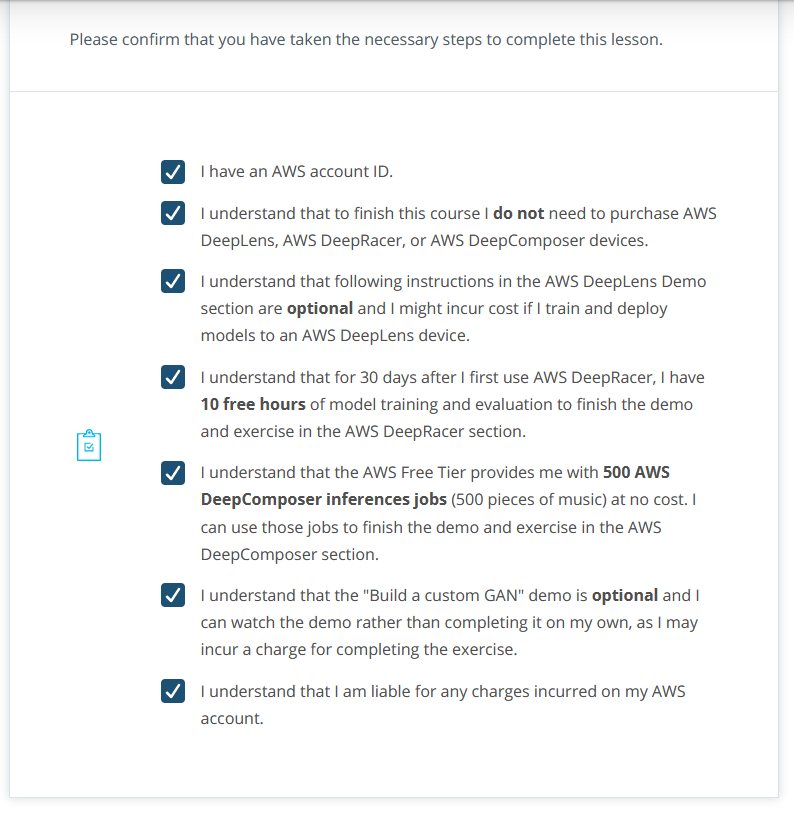 Please confirm that you have taken the necessary steps to complete this lesson.
I have an AWS account ID.
I understand that to finish this course I do not need to purchase AWS
DeepLens, AWS DeepRacer, or AWS DeepComposer devices.
I understand that following instructions in the AWS DeepLens Demo
section are optional and I might incur cost if I train and deploy
models to an AWS DeepLens device.
I understand that for 30 days after I first use AWS DeepRacer, I have
10 free hours of model training and evaluation to finish the demo
and exercise in the AWS DeepRacer section.
I understand that the AWS Free Tier provides me with 500 AWS
DeepComposer inferences jobs (500 pieces of music) at no cost. I
can use those jobs to finish the demo and exercise in the AWS
DeepComposer section.
I understand that the "Build a custom GAN" demo is optional and I
can watch the demo rather than completing it on my own, as I may
incur a charge for completing the exercise.
I understand that I am liable for any charges incurred on my AWS
account.